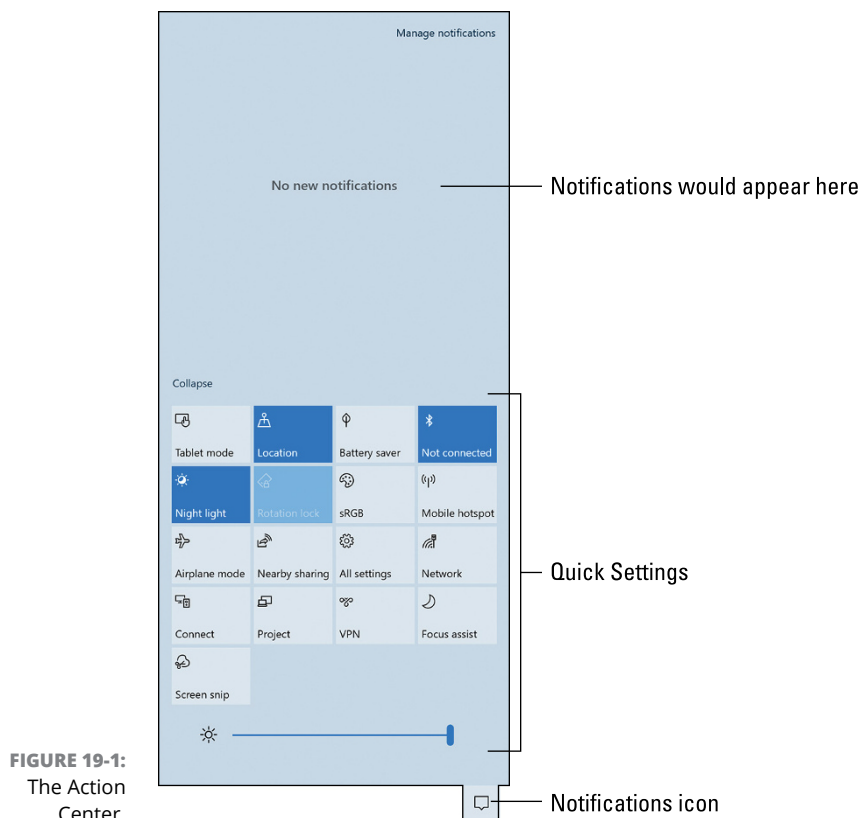 Manage notifications
No new notifications
Notifications would appear here
Collapse
Tablet mode
Location
Battery saver
Not connected
Night light
Rotation lock
sRGB
Mobile hotspot
Airplane mode
Nearby sharing
All settings
Network
Quick Settings
Connect
Project
VPN
Focus assist
Screen snip
FIGURE 19-1:
The Action
Center.
Notifications icon